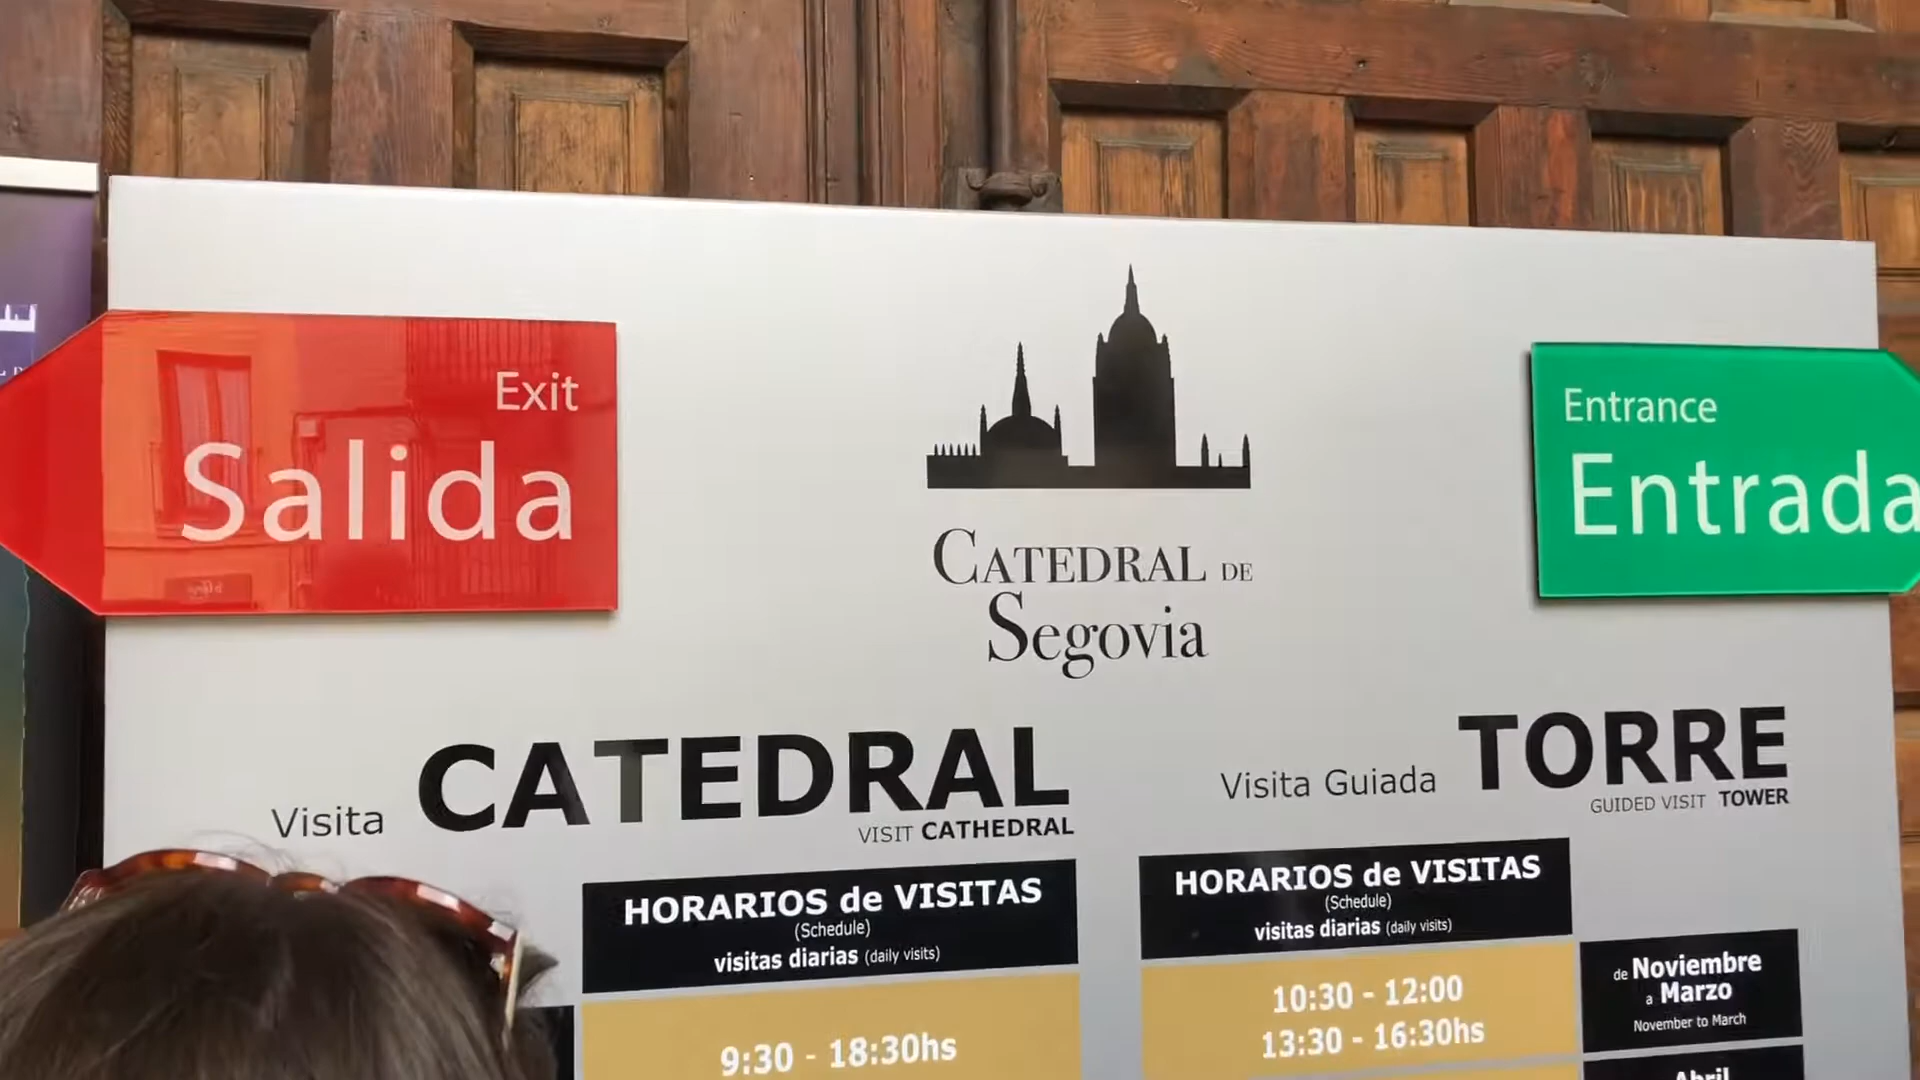 Exit
Salida
Entrance
Entrada
CATEDRAL DE
Segovia
Visita CATEDRAL
VISIT CATHEDRAL
Visita Guiada TORRE
GUIDED VISIT TOWER
HORARIOS de VISITAS
(Schedule)
visitas diarias (daily visits)
9:30 - 18:30hs
HORARIOS de VISITAS
(Schedule)
visitas diarias (daily visits)
10:30 - 12:00
13:30 - 16:30hs
de Noviembre
a Marzo
November to March
Abril